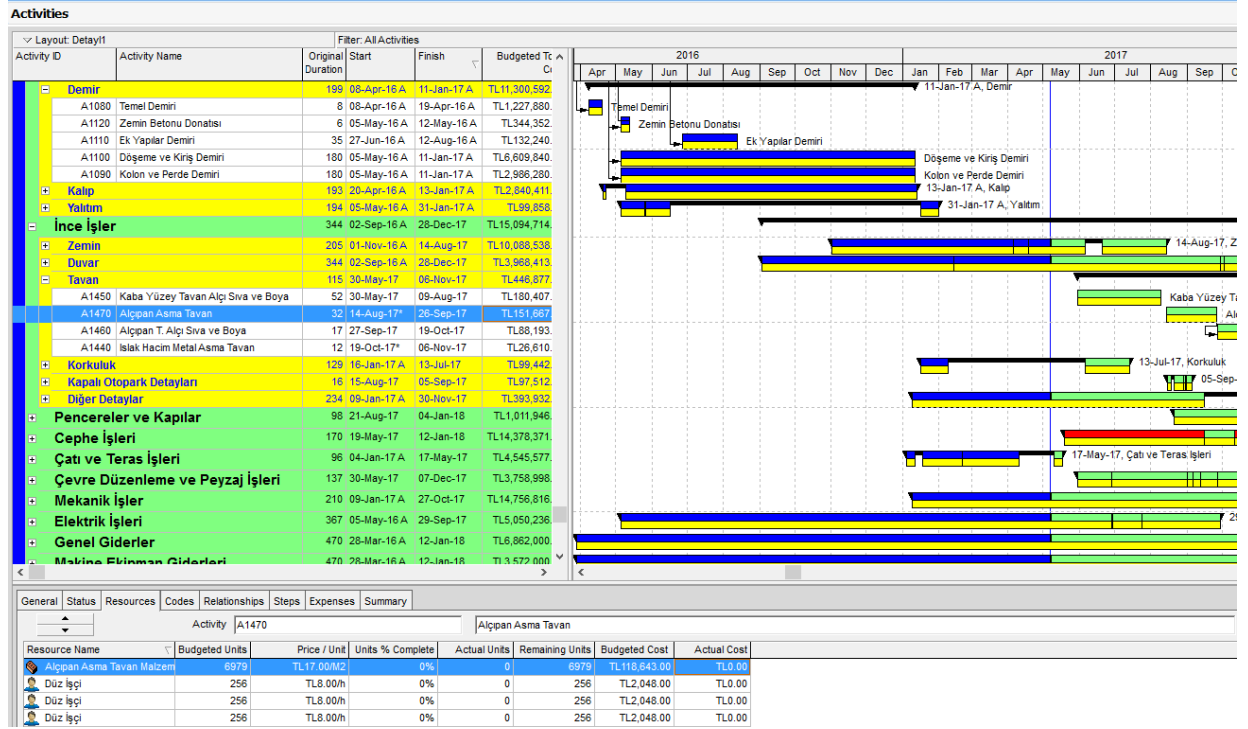 Activities
Layout: Detayl1 Filter: All Activities
Activity ID Activity Name Original Duration Start Finish Budgeted To Co
2016 2017
Apr May Jun Jul Aug Sep Oct Nov Dec Jan Feb Mar Apr May Jun Jul Aug Sep O
Demir 199 08-Apr-16 A 11-Jan-17 A TL11,300,592. 11-Jan-17 A, Demir
A1080 Temel Demiri 8 08-Apr-16 A 19-Apr-16 A TL1,227,880. Temel Demiri
A1120 Zemin Betonu Donatısı 6 05-May-16 A 12-May-16 A TL344,352. Zemin Betonu Donatısı
A1110 Ek Yapılar Demiri 35 27-Jun-16 A 12-Aug-16 A TL132,240. Ek Yapılar Demiri
A1100 Döşeme ve Kiriş Demiri 180 05-May-16 A 11-Jan-17 A TL6,609,840. Döşeme ve Kiriş Demiri
A1090 Kolon ve Perde Demiri 180 05-May-16 A 11-Jan-17 A TL2,986,280. Kolon ve Perde Demiri
Kalıp 193 20-Apr-16 A 13-Jan-17 A TL2,840,411. 13-Jan-17 A, Kalıp
Yalıtım 194 05-May-16 A 31-Jan-17 A TL99,858. 31-Jan-17 A, Yalıtım
İnce İşler 344 02-Sep-16 A 28-Dec-17 TL15,094,714.
Zemin 205 01-Nov-16 A 14-Aug-17 TL10,088,538. 14-Aug-17, Z
Duvar 344 02-Sep-16 A 28-Dec-17 TL3,968,413.
Tavan 115 30-May-17 06-Nov-17 TL446,877.
A1450 Kaba Yüzey Tavan Alçı Sıva ve Boya 52 30-May-17 09-Aug-17 TL180,407. Kaba Yüzey Ta
A1470 Alçıpan Asma Tavan 32 14-Aug-17* 26-Sep-17 TL151,667. Alç
A1460 Alçıpan T. Alçı Sıva ve Boya 17 27-Sep-17 19-Oct-17 TL88,193.
A1440 Islak Hacim Metal Asma Tavan 12 19-Oct-17* 06-Nov-17 TL26,610.
Korkuluk 129 16-Jan-17 A 13-Jul-17 TL99,442. 13-Jul-17, Korkuluk
Kapalı Otopark Detayları 16 15-Aug-17 05-Sep-17 TL97,512. 05-Sep-
Diğer Detaylar 234 09-Jan-17 A 30-Nov-17 TL393,932.
Pencereler ve Kapılar 98 21-Aug-17 04-Jan-18 TL1,011,946.
Cephe İşleri 170 19-May-17 12-Jan-18 TL14,378,371.
Çatı ve Teras İşleri 96 04-Jan-17 A 17-May-17 TL4,545,577. 17-May-17, Çatı ve Teras İşleri
Çevre Düzenleme ve Peyzaj İşleri 137 30-May-17 07-Dec-17 TL3,758,998.
Mekanik İşler 210 09-Jan-17 A 27-Oct-17 TL14,756,816.
Elektrik İşleri 367 05-May-16 A 29-Sep-17 TL5,050,236. 29
Genel Giderler 470 28-Mar-16 A 12-Jan-18 TL6,862,000.
Makine Ekipman Giderleri 470 28-Mar-16 A 12-Jan-18 TL3,572,000.
General Status Resources Codes Relationships Steps Expenses Summary
Activity A1470 Alçıpan Asma Tavan
Resource Name Budgeted Units Price / Unit Units % Complete Actual Units Remaining Units Budgeted Cost Actual Cost
Alçıpan Asma Tavan Malzem 6979 TL17.00/M2 0% 0 6979 TL118,643.00 TL0.00
Düz İşçi 256 TL8.00/h 0% 0 256 TL2,048.00 TL0.00
Düz İşçi 256 TL8.00/h 0% 0 256 TL2,048.00 TL0.00
Düz İşçi 256 TL8.00/h 0% 0 256 TL2,048.00 TL0.00